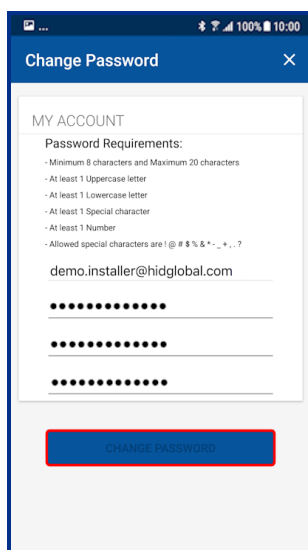 ... 100% 10:00
Change Password ×
MY ACCOUNT
Password Requirements:
- Minimum 8 characters and Maximum 20 characters
- At least 1 Uppercase letter
- At least 1 Lowercase letter
- At least 1 Special character
- At least 1 Number
- Allowed special characters are ! @ # $ % & * - _ + , . ?
demo.installer@hidglobal.com
•••••••••••••
•••••••••••••
•••••••••••••
CHANGE PASSWORD